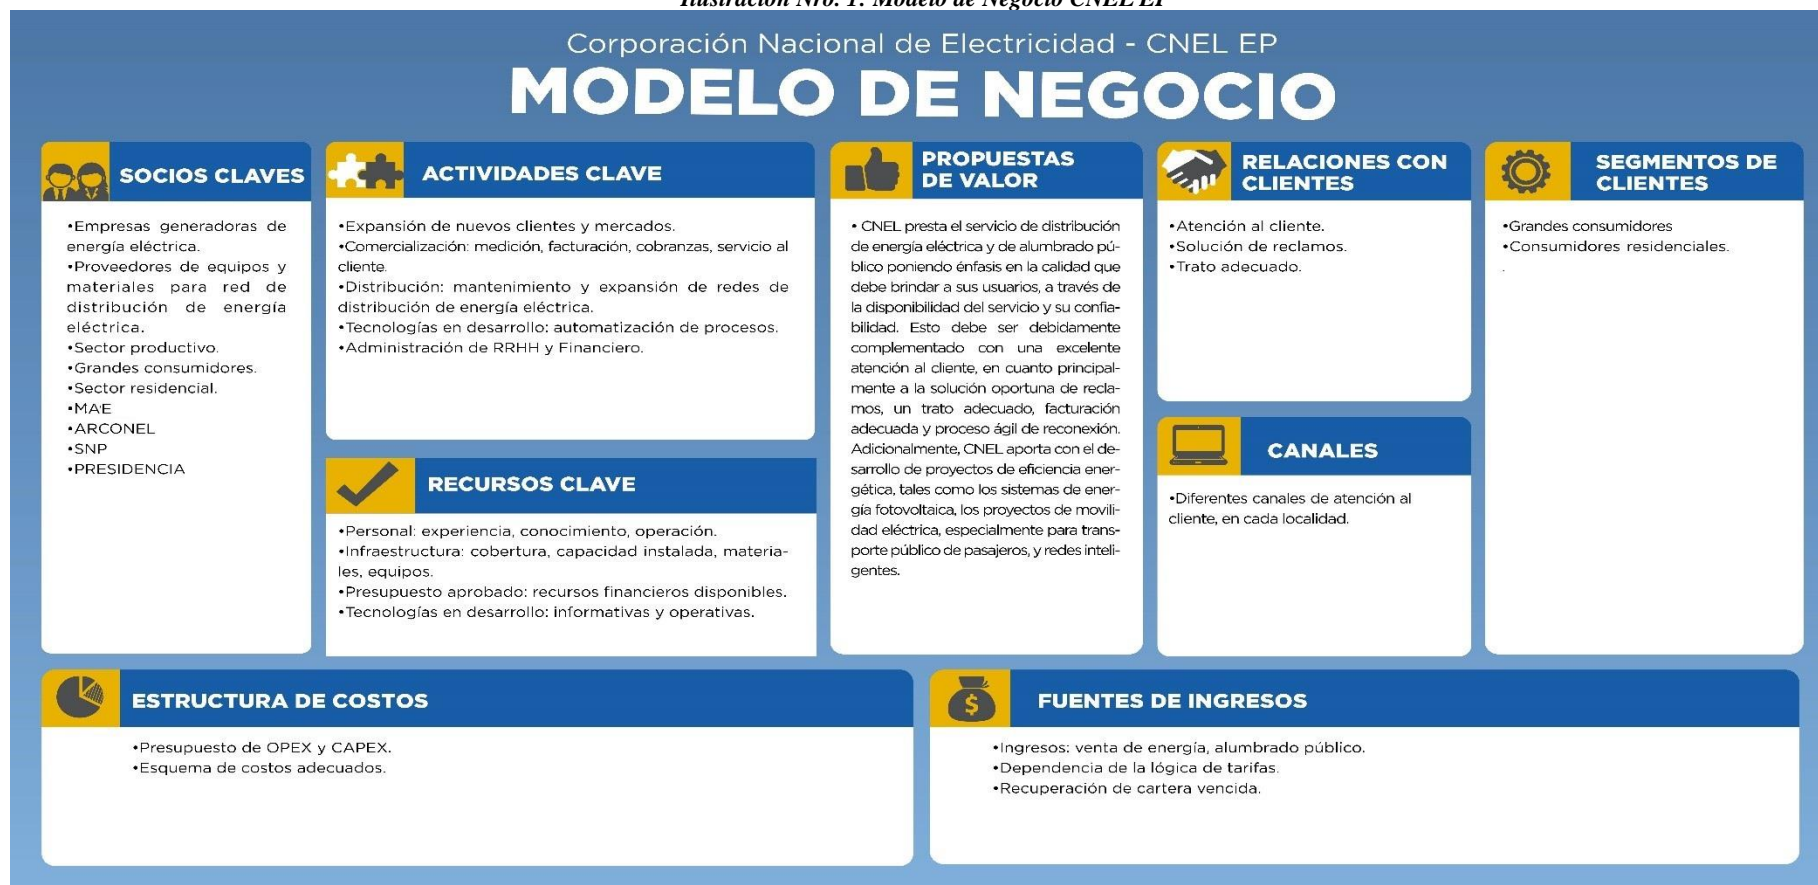 Ilustración Nro. 1: Modelo de Negocio CNEL EP
Corporación Nacional de Electricidad - CNEL EP
MODELO DE NEGOCIO
SOCIOS CLAVES
•Empresas generadoras de
energía eléctrica.
•Proveedores de equipos y
materiales para red de
distribución de energía
eléctrica.
•Sector productivo.
•Grandes consumidores.
•Sector residencial.
•MAE
•ARCONEL
•SNP
•PRESIDENCIA
ACTIVIDADES CLAVE
•Expansión de nuevos clientes y mercados.
•Comercialización: medición, facturación, cobranzas, servicio al
cliente.
•Distribución: mantenimiento y expansión de redes de
distribución de energía eléctrica.
•Tecnologías en desarrollo: automatización de procesos.
•Administración de RRHH y Financiero.
RECURSOS CLAVE
•Personal: experiencia, conocimiento, operación.
•Infraestructura: cobertura, capacidad instalada, materia-
les, equipos.
•Presupuesto aprobado: recursos financieros disponibles.
•Tecnologías en desarrollo: informativas y operativas.
PROPUESTAS
DE VALOR
• CNEL presta el servicio de distribución
de energía eléctrica y de alumbrado pú-
blico poniendo énfasis en la calidad que
debe brindar a sus usuarios, a través de
la disponibilidad del servicio y su confia-
bilidad. Esto debe ser debidamente
complementado con una excelente
atención al cliente, en cuanto principal-
mente a la solución oportuna de recla-
mos, un trato adecuado, facturación
adecuada y proceso ágil de reconexión.
Adicionalmente, CNEL aporta con el de-
sarrollo de proyectos de eficiencia ener-
gética, tales como los sistemas de ener-
gía fotovoltaica, los proyectos de movili-
dad eléctrica, especialmente para trans-
porte público de pasajeros, y redes inteli-
gentes.
RELACIONES CON
CLIENTES
•Atención al cliente.
•Solución de reclamos.
•Trato adecuado.
CANALES
•Diferentes canales de atención al
cliente, en cada localidad.
SEGMENTOS DE
CLIENTES
•Grandes consumidores
•Consumidores residenciales.
.
ESTRUCTURA DE COSTOS
•Presupuesto de OPEX y CAPEX.
•Esquema de costos adecuados.
FUENTES DE INGRESOS
$
•Ingresos: venta de energía, alumbrado público.
•Dependencia de la lógica de tarifas.
•Recuperación de cartera vencida.